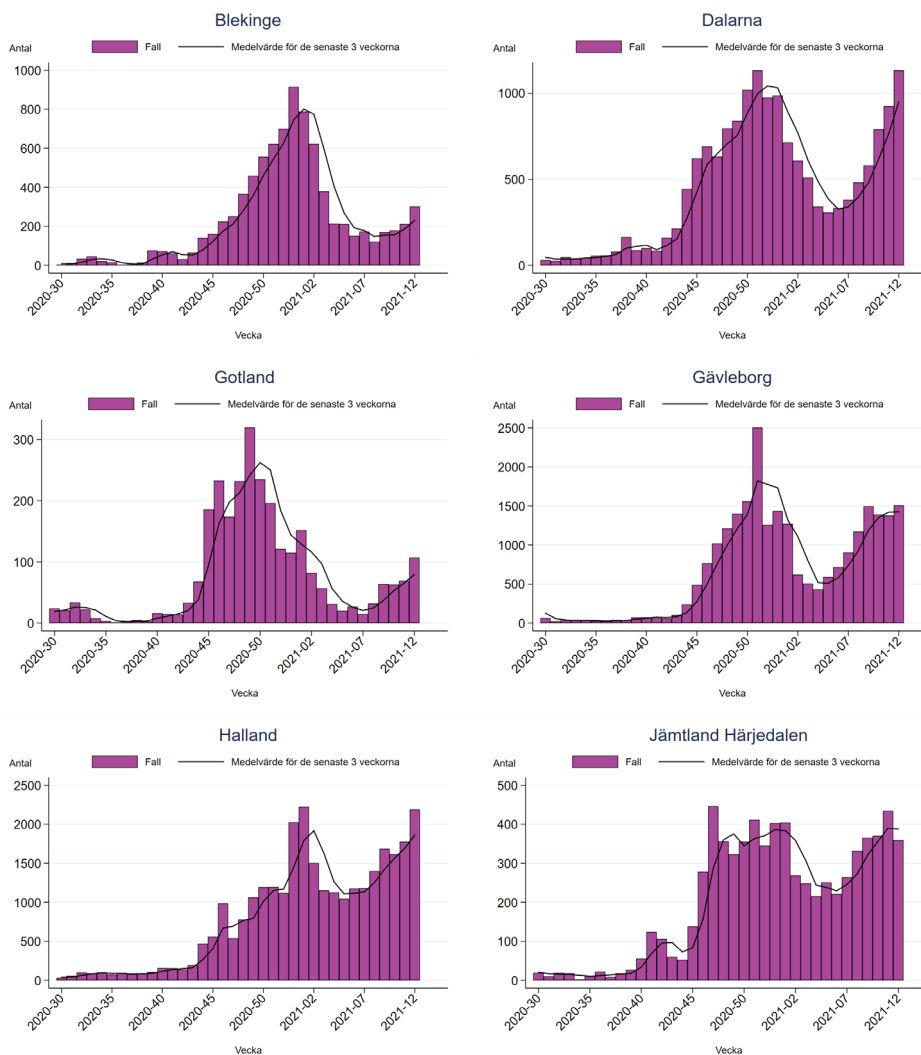 Blekinge
Antal Fall Medelvärde för de senaste 3 veckorna
1000
800
600
400
200
0
2020-30 2020-35 2020-40 2020-45 2020-50 2021-02 2021-07 2021-12
Vecka
Dalarna
Antal Fall Medelvärde för de senaste 3 veckorna
1000
500
0
2020-30 2020-35 2020-40 2020-45 2020-50 2021-02 2021-07 2021-12
Vecka
Gotland
Antal Fall Medelvärde för de senaste 3 veckorna
300
200
100
0
2020-30 2020-35 2020-40 2020-45 2020-50 2021-02 2021-07 2021-12
Vecka
Gävleborg
Antal Fall Medelvärde för de senaste 3 veckorna
2500
2000
1500
1000
500
0
2020-30 2020-35 2020-40 2020-45 2020-50 2021-02 2021-07 2021-12
Vecka
Halland
Antal Fall Medelvärde för de senaste 3 veckorna
2500
2000
1500
1000
500
0
2020-30 2020-35 2020-40 2020-45 2020-50 2021-02 2021-07 2021-12
Vecka
Jämtland Härjedalen
Antal Fall Medelvärde för de senaste 3 veckorna
500
400
300
200
100
0
2020-30 2020-35 2020-40 2020-45 2020-50 2021-02 2021-07 2021-12
Vecka